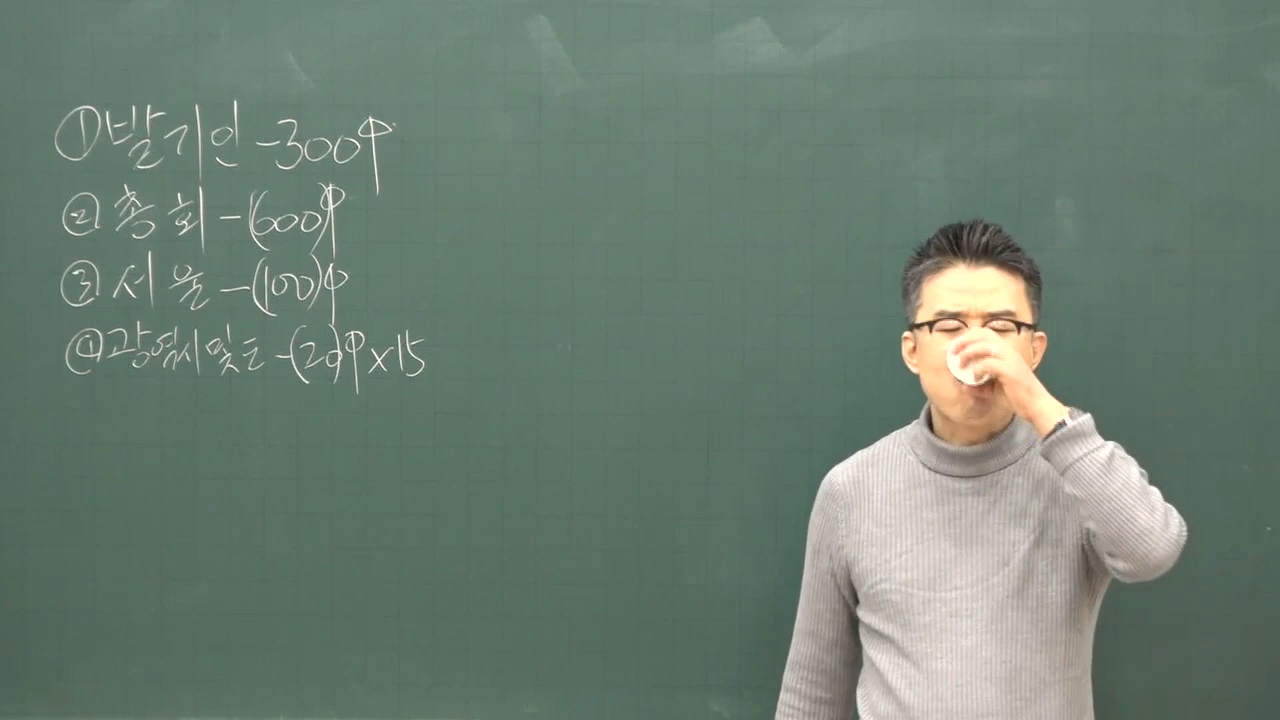 ① 발기인 - 300↑
② 총회 - (600)↑
③ 서울 - (100)↑
④ 광역시 및 도 - (20)↑ × 15